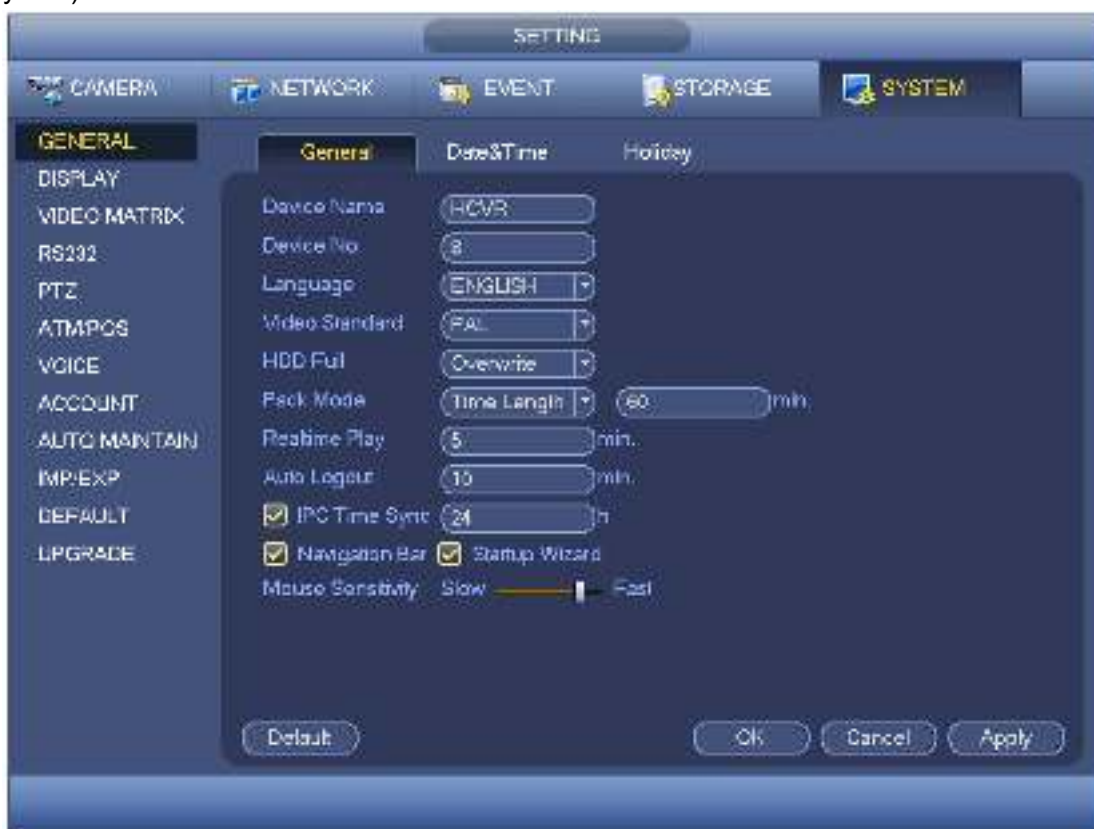 SETTING
CAMERA NETWORK EVENT STORAGE SYSTEM
GENERAL
DISPLAY
VIDEO MATRIX
RS232
PTZ
ATM/POS
VOICE
ACCOUNT
AUTO MAINTAIN
IMP/EXP
DEFAULT
UPGRADE
General Date&Time Holiday
Device Name HCVR
Device No 8
Language ENGLISH
Video Standard PAL
HDD Full Overwrite
Pack Mode Time Length 60 min.
Realtime Play 5 min.
Auto Logout 10 min.
IPC Time Sync 24 h
Navigation Bar Startup Wizard
Mouse Sensitivity Slow Fast
Default OK Cancel Apply